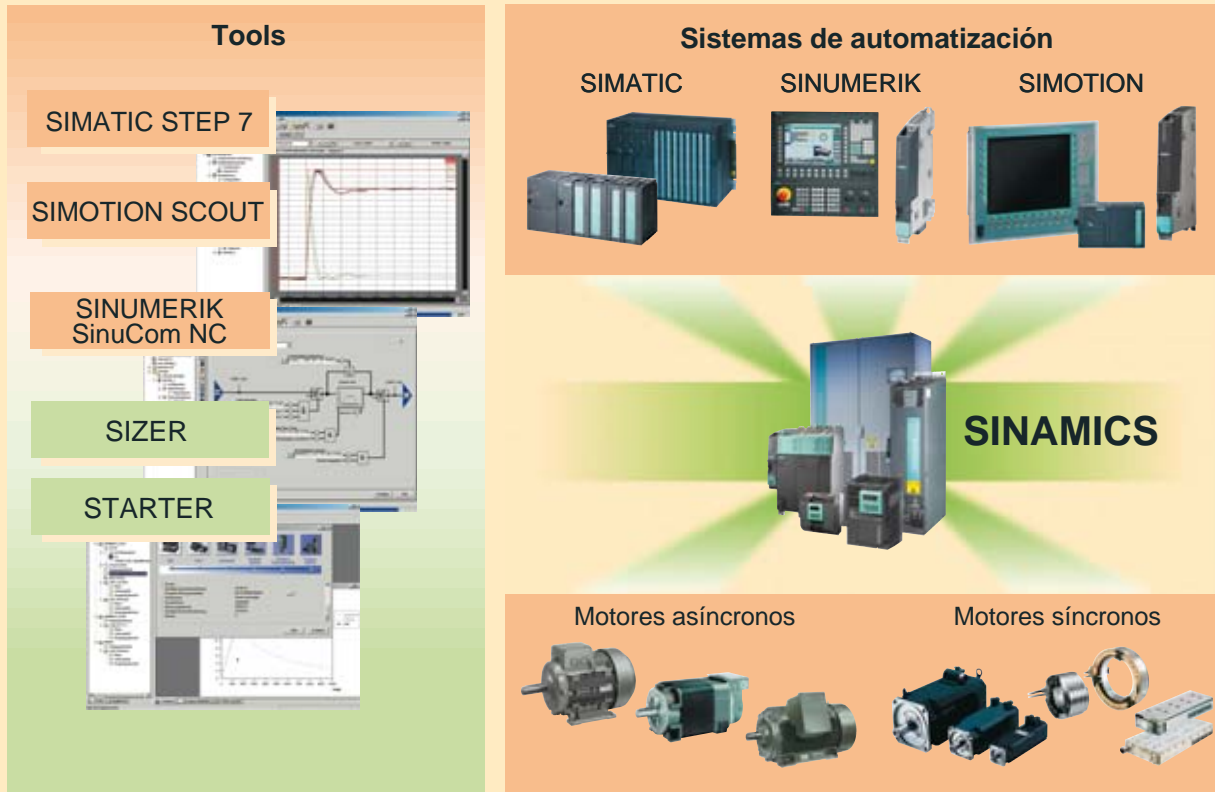 Tools
SIMATIC STEP 7
SIMOTION SCOUT
SINUMERIK
SinuCom NC
SIZER
STARTER
Sistemas de automatización
SIMATIC
SINUMERIK
SIMOTION
SINAMICS
Motores asíncronos
Motores síncronos